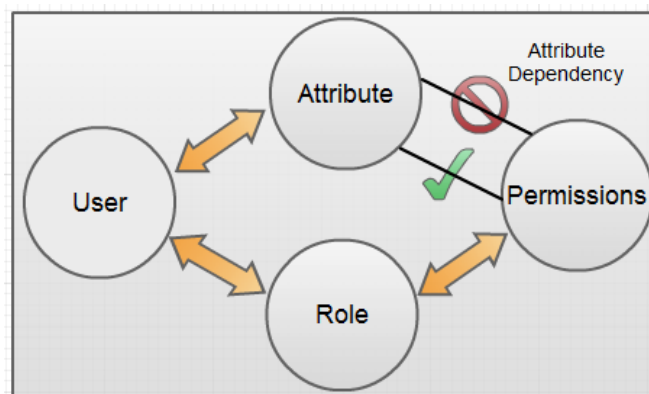 Attribute
Dependency
Attribute
User
Permissions
Role